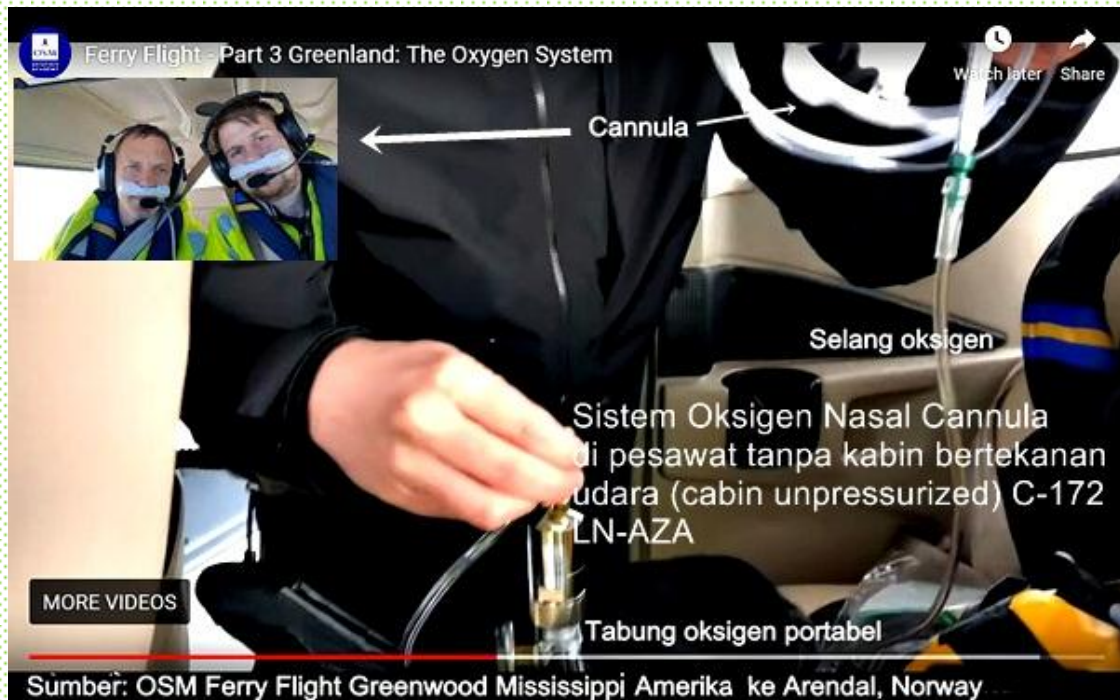 OSM
Ferry Flight - Part 3 Greenland: The Oxygen System
Watch later
Share
Cannula
Selang oksigen
Sistem Oksigen Nasal Cannula
di pesawat tanpa kabin bertekanan
udara (cabin unpressurized) C-172
LN-AZA
MORE VIDEOS
Tabung oksigen portabel
Sumber: OSM Ferry Flight Greenwood Mississippi Amerika ke Arendal, Norway